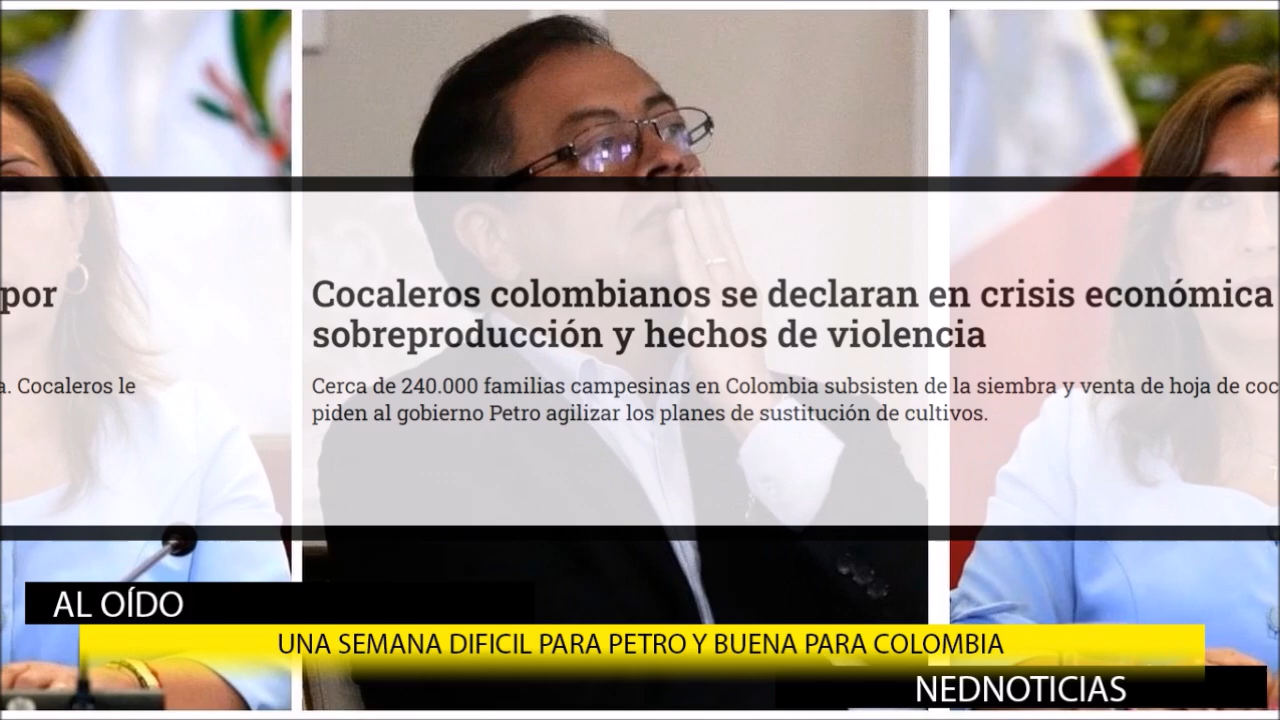 por
a. Cocaleros le
Cocaleros colombianos se declaran en crisis económica
sobreproducción y hechos de violencia
Cerca de 240.000 familias campesinas en Colombia subsisten de la siembra y venta de hoja de coc
piden al gobierno Petro agilizar los planes de sustitución de cultivos.
AL OÍDO
UNA SEMANA DIFICIL PARA PETRO Y BUENA PARA COLOMBIA
NEDNOTICIAS